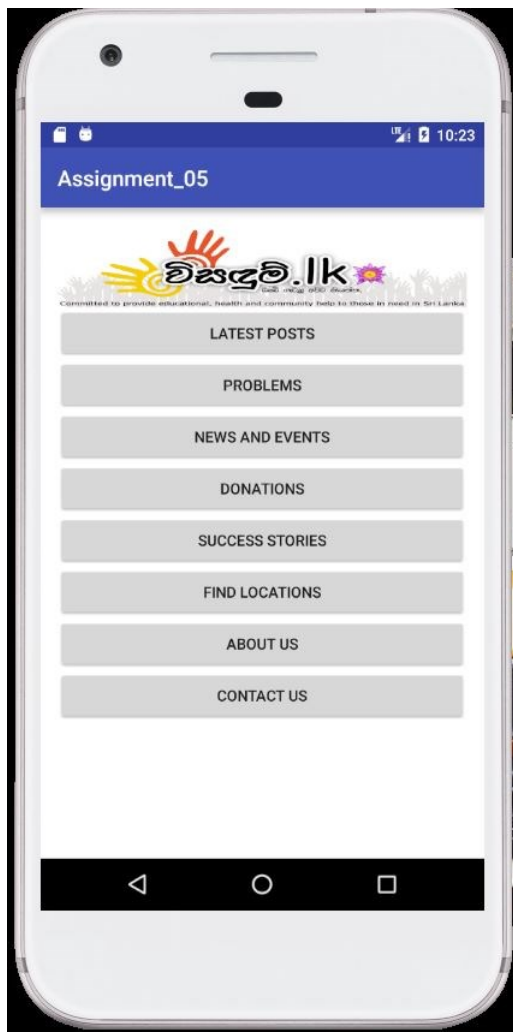 LTE 10:23
Assignment_05
විසඳුම්.lk
Committed to provide educational, health and community help to those in need in Sri Lanka
LATEST POSTS
PROBLEMS
NEWS AND EVENTS
DONATIONS
SUCCESS STORIES
FIND LOCATIONS
ABOUT US
CONTACT US